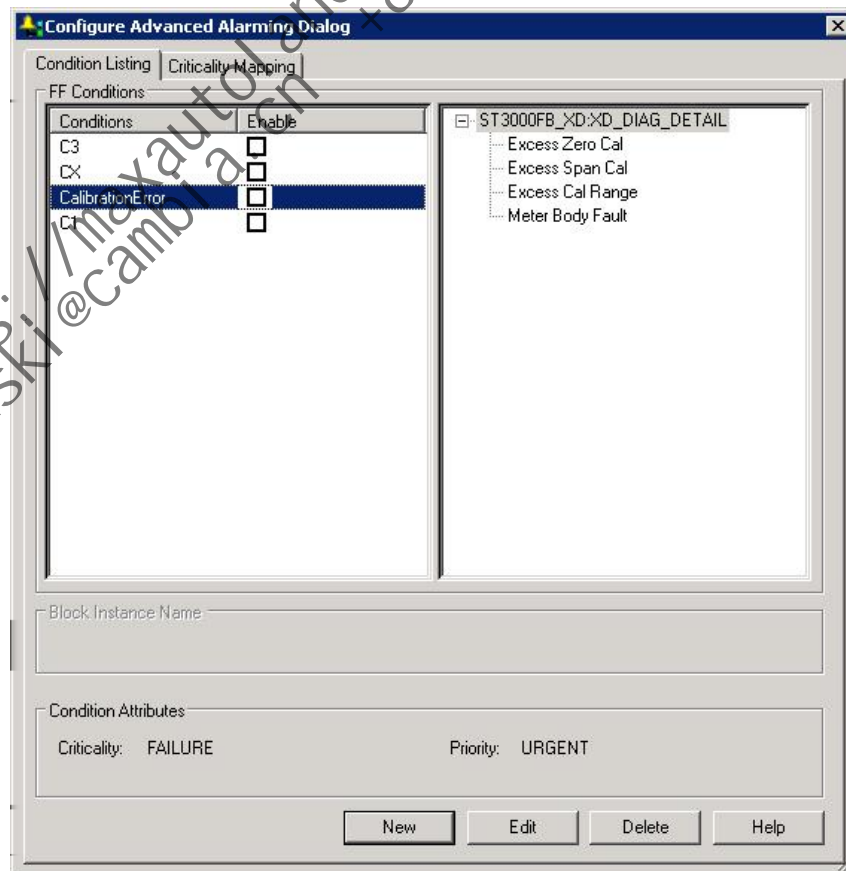 Configure Advanced Alarming Dialog
Condition Listing
Criticality Mapping
FF Conditions
Conditions Enable
C3
CX
CalibrationError
C1
ST3000FB_XD:XD_DIAG_DETAIL
Excess Zero Cal
Excess Span Cal
Excess Cal Range
Meter Body Fault
Block Instance Name
Condition Attributes
Criticality: FAILURE
Priority: URGENT
New
Edit
Delete
Help